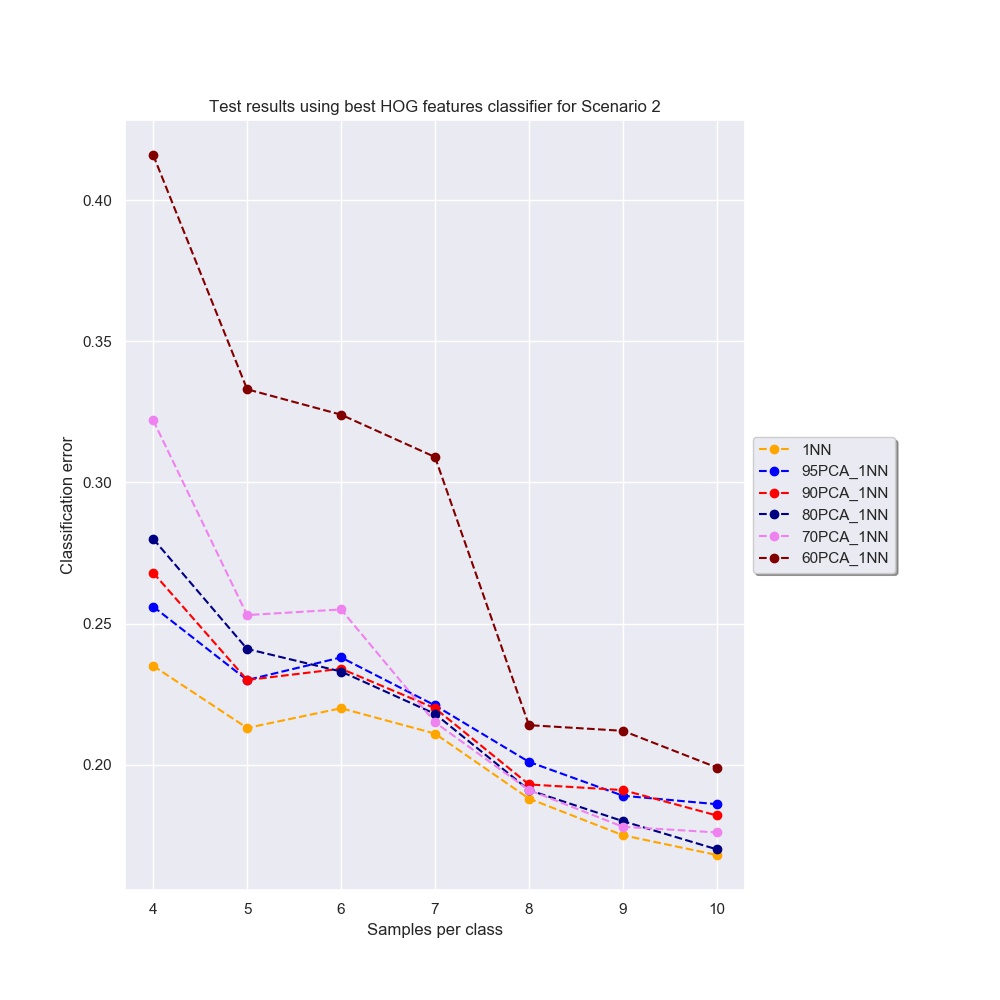 Test results using best HOG features classifier for Scenario 2
Classification error
0.40
0.35
0.30
0.25
0.20
4 5 6 7 8 9 10
Samples per class
1NN
95PCA_1NN
90PCA_1NN
80PCA_1NN
70PCA_1NN
60PCA_1NN